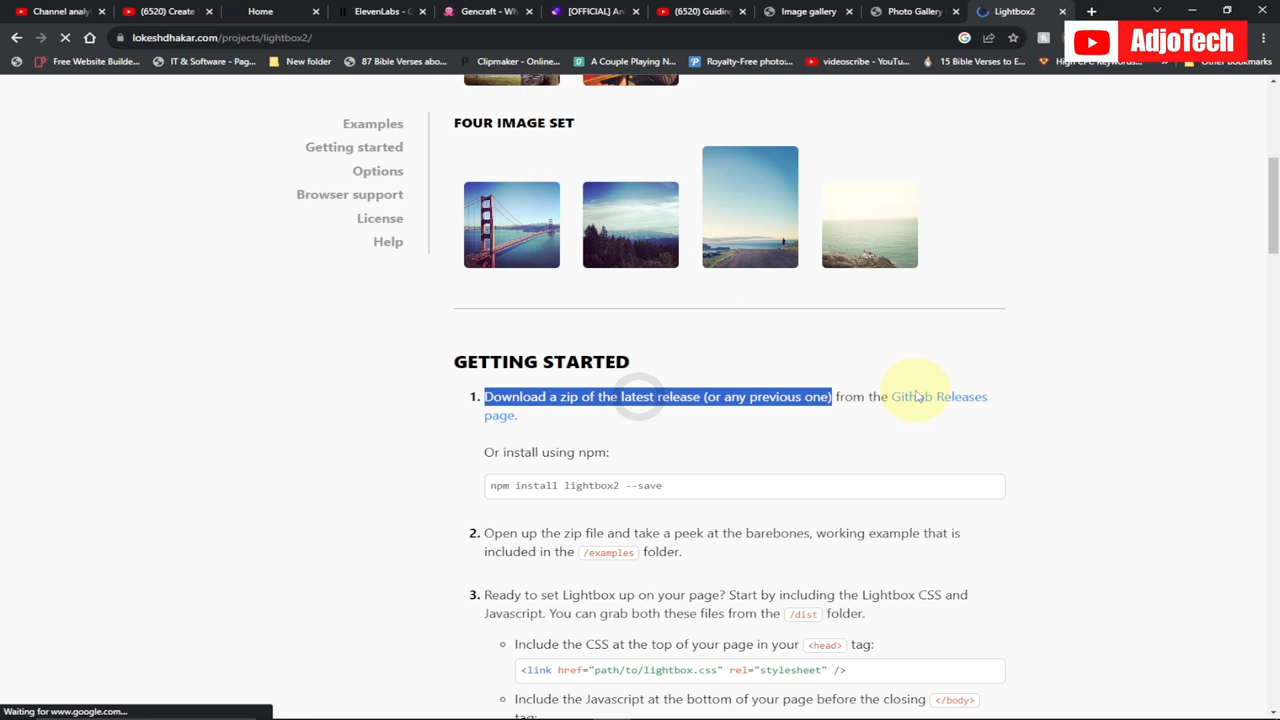 Channel analy
(6520) Create
Home
ElevenLabs - G
Gencraft - Wh
[OFFICIAL] An
(6520) Guidin
Image or phot
Photo Gallery
Lightbox2
lokeshdhakar.com/projects/lightbox2/
Free Website Builde...
IT & Software - Pag...
New folder
Bible Verses abo...
Clipmaker - P...
A Couple Playing...
Royalty-Free photo...
videscribe - YouTu...
15 Bible Verses to E...
High CPC Keywords...
Other Bookmarks
AdjoTech
FOUR IMAGE SET
Examples
Getting started
Options
Browser support
License
Help
GETTING STARTED
1. Download a zip of the latest release (or any previous one) from the Github Releases
page.
Or install using npm:
npm install lightbox2 --save
2. Open up the zip file and take a peek at the barebones, working example that is
included in the /examples folder.
3. Ready to set Lightbox up on your page? Start by including the Lightbox CSS and
Javascript. You can grab both these files from the /dist folder.
Include the CSS at the top of your page in your <head> tag:
<link href="path/to/lightbox.css" rel="stylesheet" />
Include the Javascript at the bottom of your page before the closing </body>
tag:
Waiting for www.google.com...